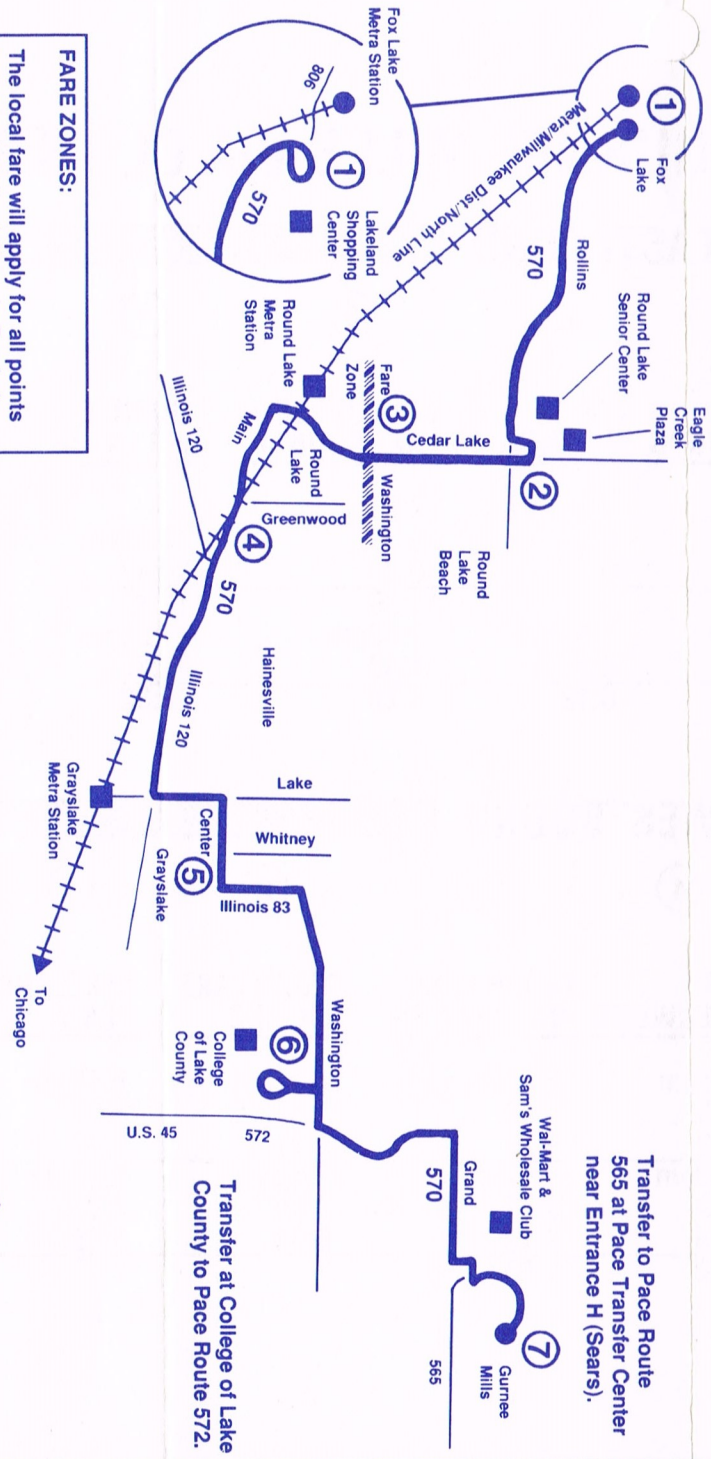 Fox Lake
Metra Station
806
1
Lakeland
Shopping
Center
570
1
Fox
Lake
Metra/Milwaukee Dist./North Line
Rollins
570
Round Lake
Senior Center
Eagle
Creek
Plaza
2
Cedar Lake
Round
Lake
Beach
Fare
Zone
3
Washington
Round Lake
Metra
Station
Main
Round
Lake
Greenwood
Illinois 120
4
570
Hainesville
Illinois 120
Lake
Whitney
Center
5
Illinois 83
Grayslake
Grayslake
Metra Station
To
Chicago
Washington
6
College
of Lake
County
U.S. 45
572
Transfer at College of Lake
County to Pace Route 572.
Wal-Mart &
Sam's Wholesale Club
Grand
570
7
Gurnee
Mills
565
Transfer to Pace Route
565 at Pace Transfer Center
near Entrance H (Sears).
FARE ZONES:
The local fare will apply for all points